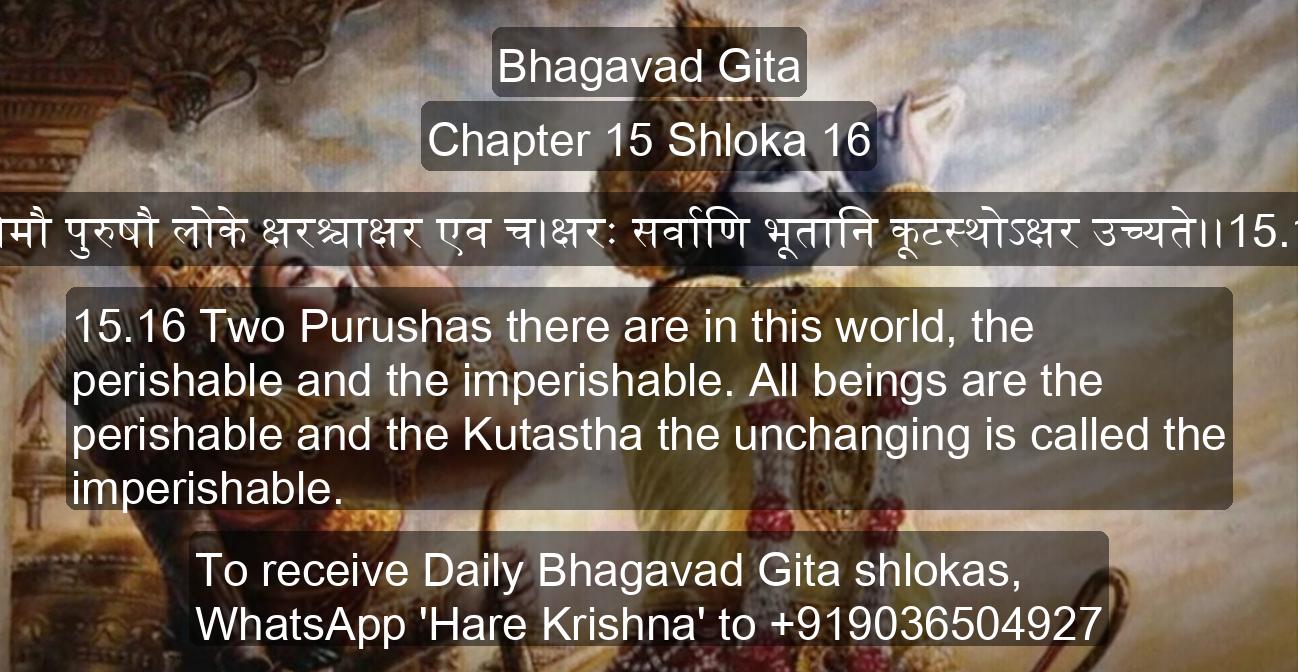 Bhagavad Gita
Chapter 15 Shloka 16
पुरुषौ लोके क्षरश्चाक्षर एव च।क्षरः सर्वाणि भूतानि कूटस्थोऽक्षर उच्यते।।15.
15.16 Two Purushas there are in this world, the
perishable and the imperishable. All beings are the
perishable and the Kutastha the unchanging is called the
imperishable.
To receive Daily Bhagavad Gita shlokas,
WhatsApp 'Hare Krishna' to +919036504927